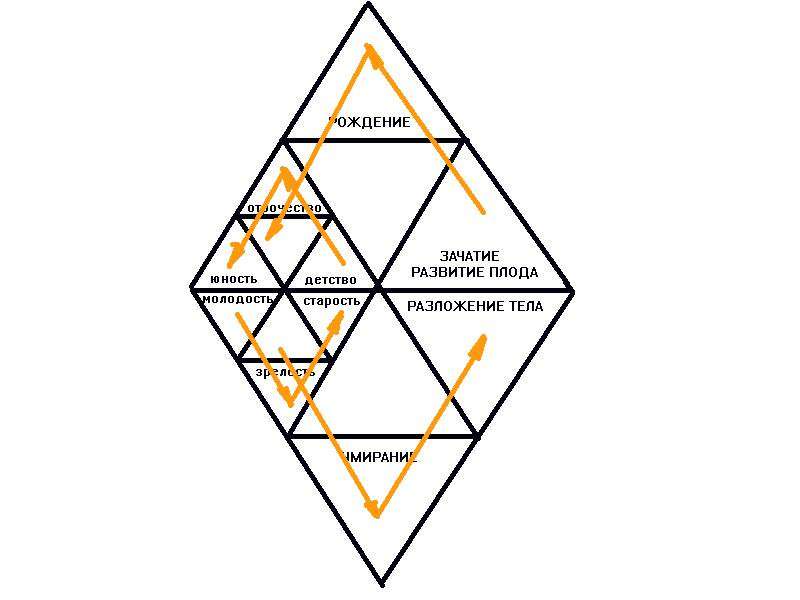 РОЖДЕНИЕ
отрочество
ЗАЧАТИЕ
РАЗВИТИЕ ПЛОДА
юность
детство
молодость
старость
РАЗЛОЖЕНИЕ ТЕЛА
зрелость
УМИРАНИЕ